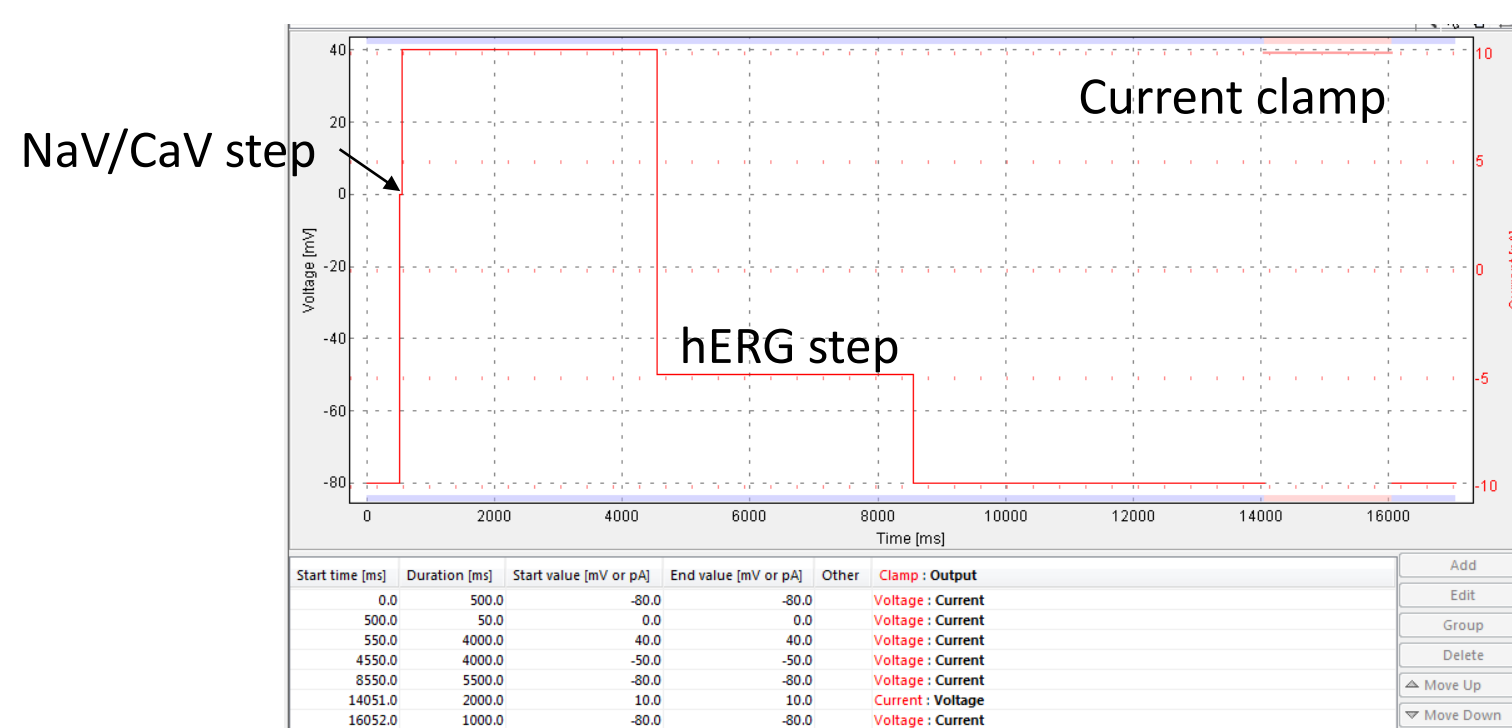 40
20
0
-20
-40
-60
-80
Voltage [mV]
NaV/CaV step
Current clamp
hERG step
10
5
0
-5
-10
0 2000 4000 6000 8000 10000 12000 14000 16000
Time [ms]
Start time [ms] Duration [ms] Start value [mV or pA] End value [mV or pA] Other Clamp : Output
0.0 500.0 -80.0 -80.0 Voltage : Current
500.0 50.0 0.0 0.0 Voltage : Current
550.0 4000.0 40.0 40.0 Voltage : Current
4550.0 4000.0 -50.0 -50.0 Voltage : Current
8550.0 5500.0 -80.0 -80.0 Voltage : Current
14051.0 2000.0 10.0 10.0 Current : Voltage
16052.0 1000.0 -80.0 -80.0 Voltage : Current
Add
Edit
Group
Delete
Move Up
Move Down